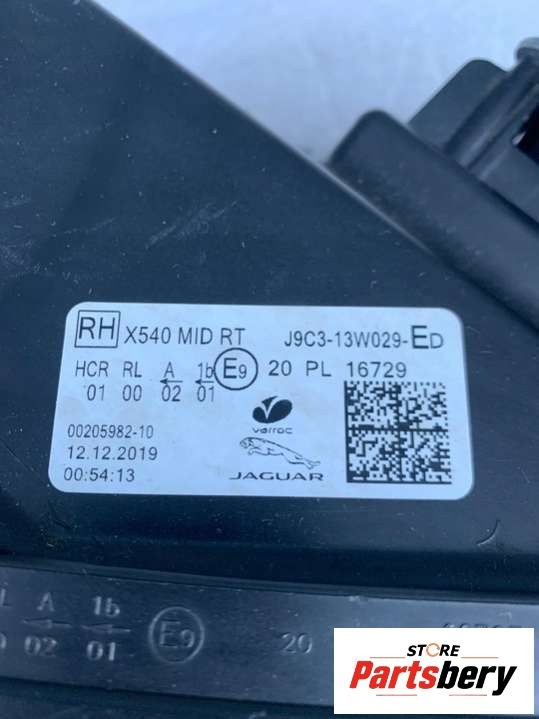 RH X540 MID RT J9C3-13W029-ED
HCR RL A 1b E9 20 PL 16729
01 00 02 01
00205982-10 varroc
12.12.2019
00:54:13 JAGUAR
A 1b
02 01 E9 20
STORE
Partsbery